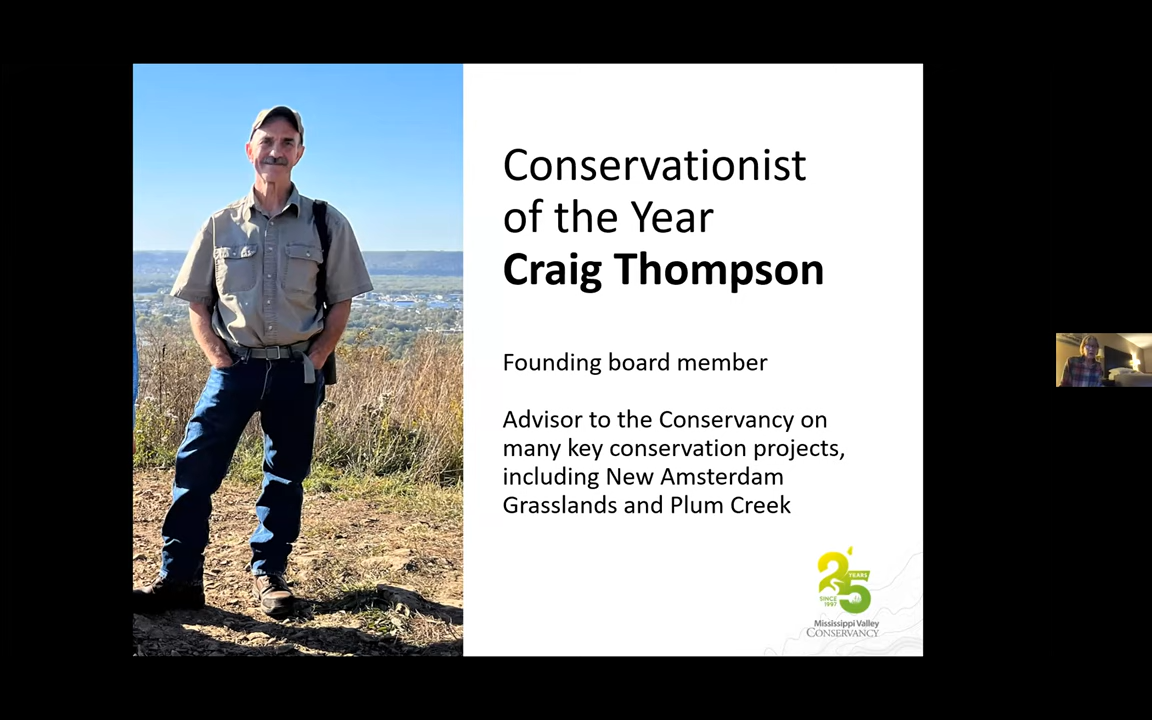 Conservationist
of the Year
Craig Thompson
Founding board member
Advisor to the Conservancy on
many key conservation projects,
including New Amsterdam
Grasslands and Plum Creek
25
YEARS
SINCE
1997
Mississippi Valley
CONSERVANCY